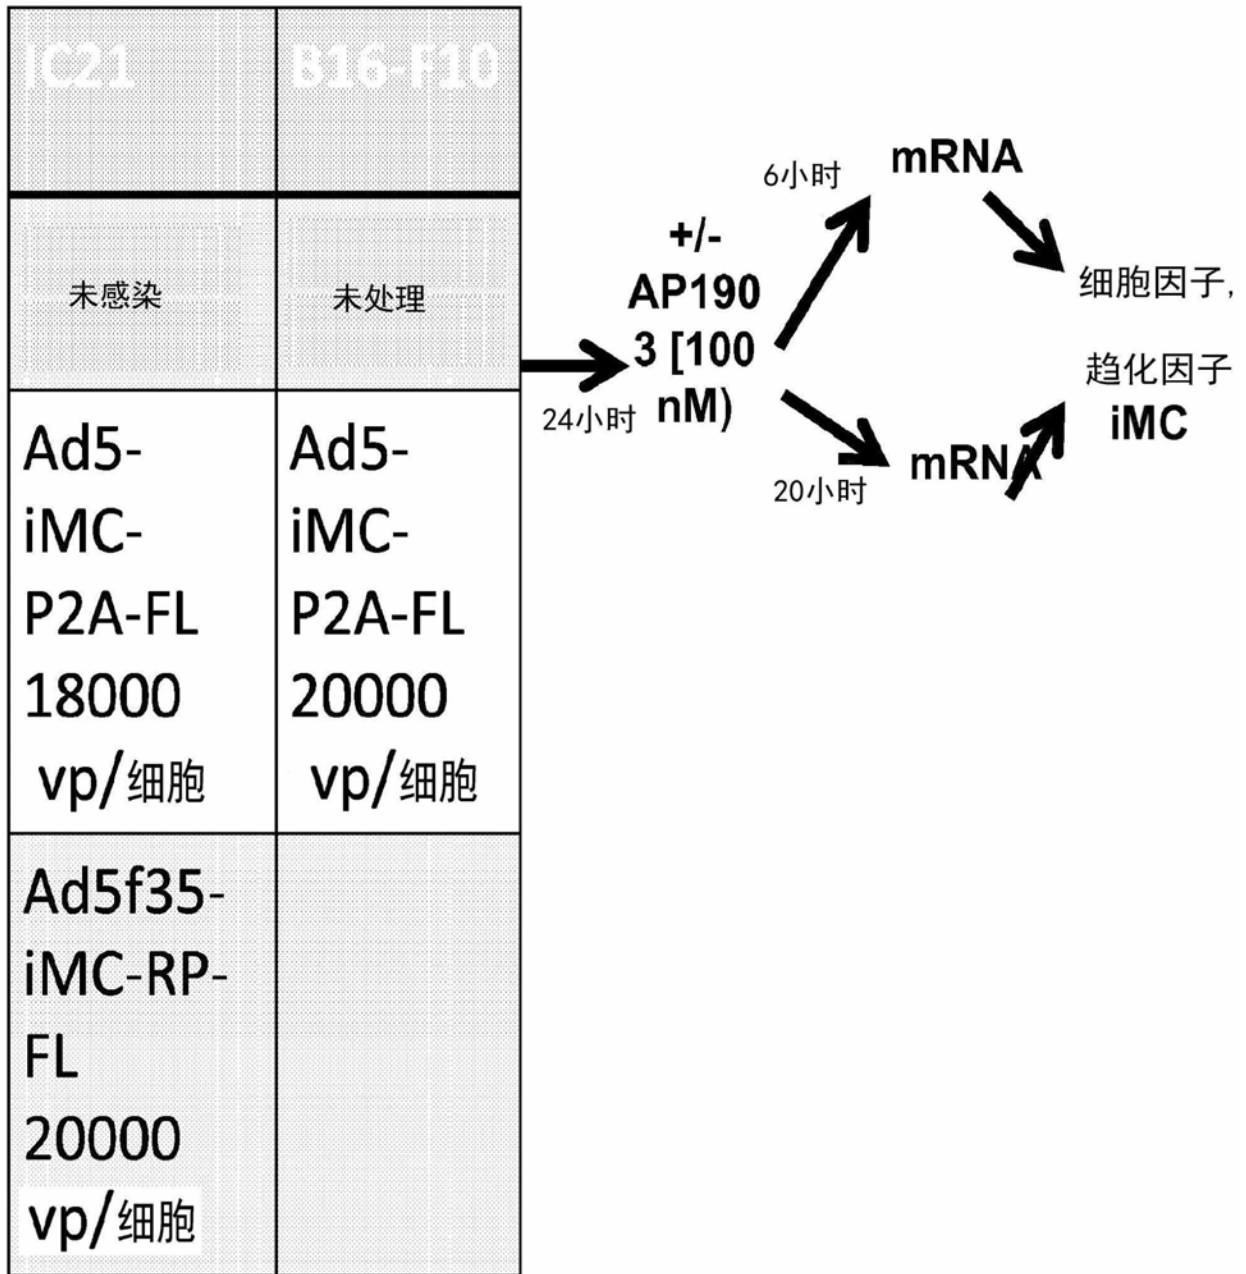 IC21
B16-F10
未感染
未处理
Ad5-
iMC-
P2A-FL
18000
vp/细胞
Ad5-
iMC-
P2A-FL
20000
vp/细胞
Ad5f35-
iMC-RP-
FL
20000
vp/细胞
24小时
+/-
AP190
3 [100
nM)
6小时
mRNA
20小时
mRNA
细胞因子,
趋化因子
iMC